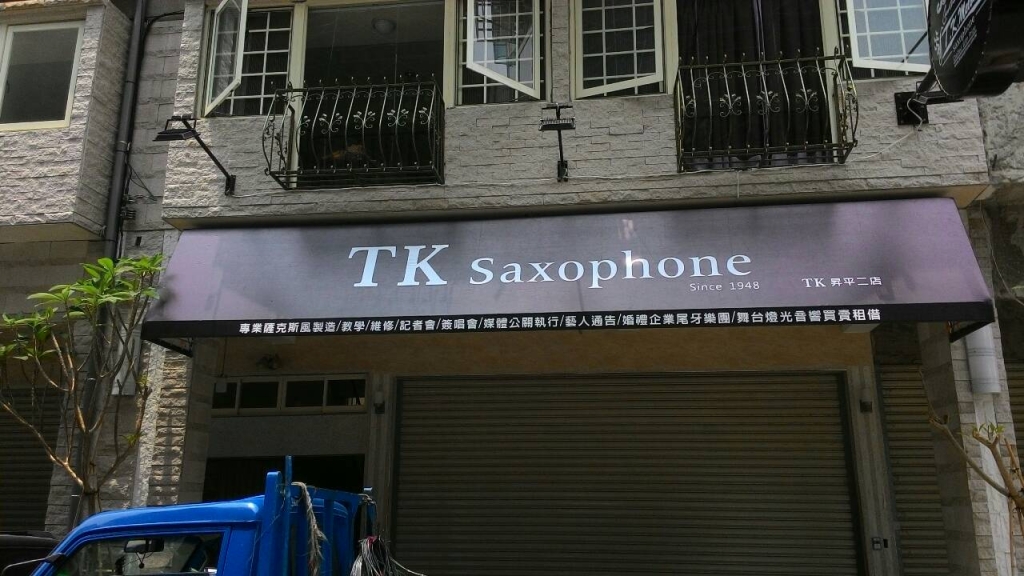 TK Saxophone
Since 1948
TK 昇平二店
專業薩克斯風製造/教學/維修/記者會/簽唱會/媒體公關執行/藝人通告/婚禮企業尾牙樂團/舞台燈光音響買賣租借